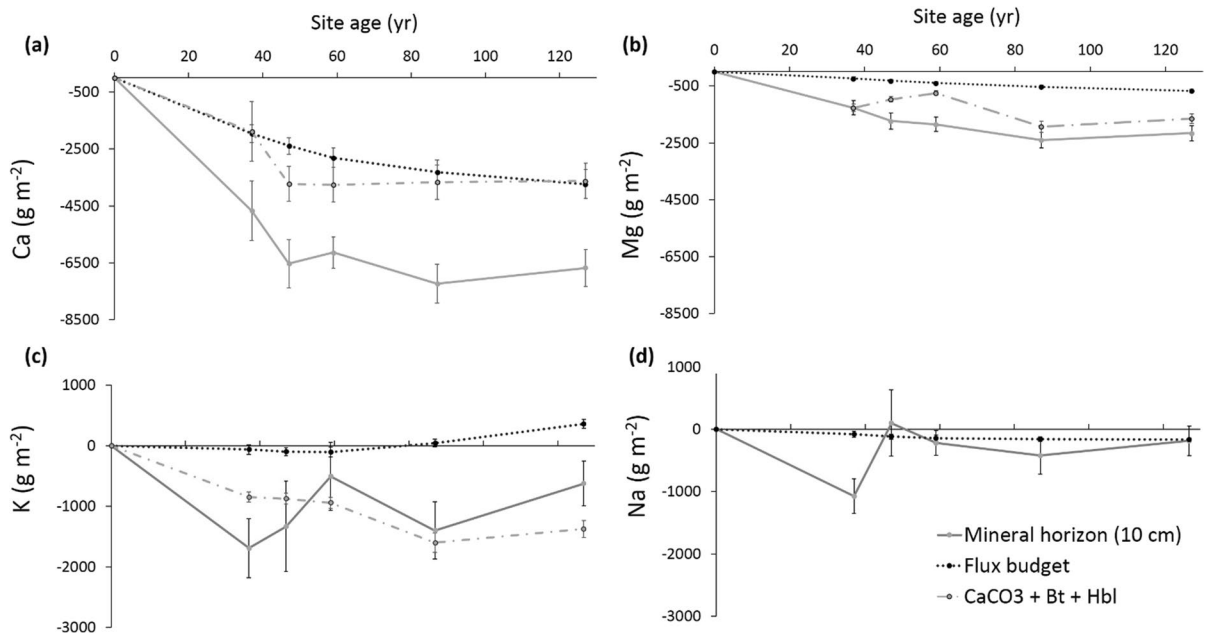 Site age (yr)
(a)
0 20 40 60 80 100 120
-500
-2500
-4500
-6500
-8500
Ca (g m⁻²)
Site age (yr)
(b)
0 20 40 60 80 100 120
-500
-2500
-4500
-6500
-8500
Mg (g m⁻²)
(c)
1000
0
-1000
-2000
-3000
K (g m⁻²)
(d)
1000
0
-1000
-2000
-3000
Na (g m⁻²)
Mineral horizon (10 cm)
Flux budget
CaCO3 + Bt + Hbl